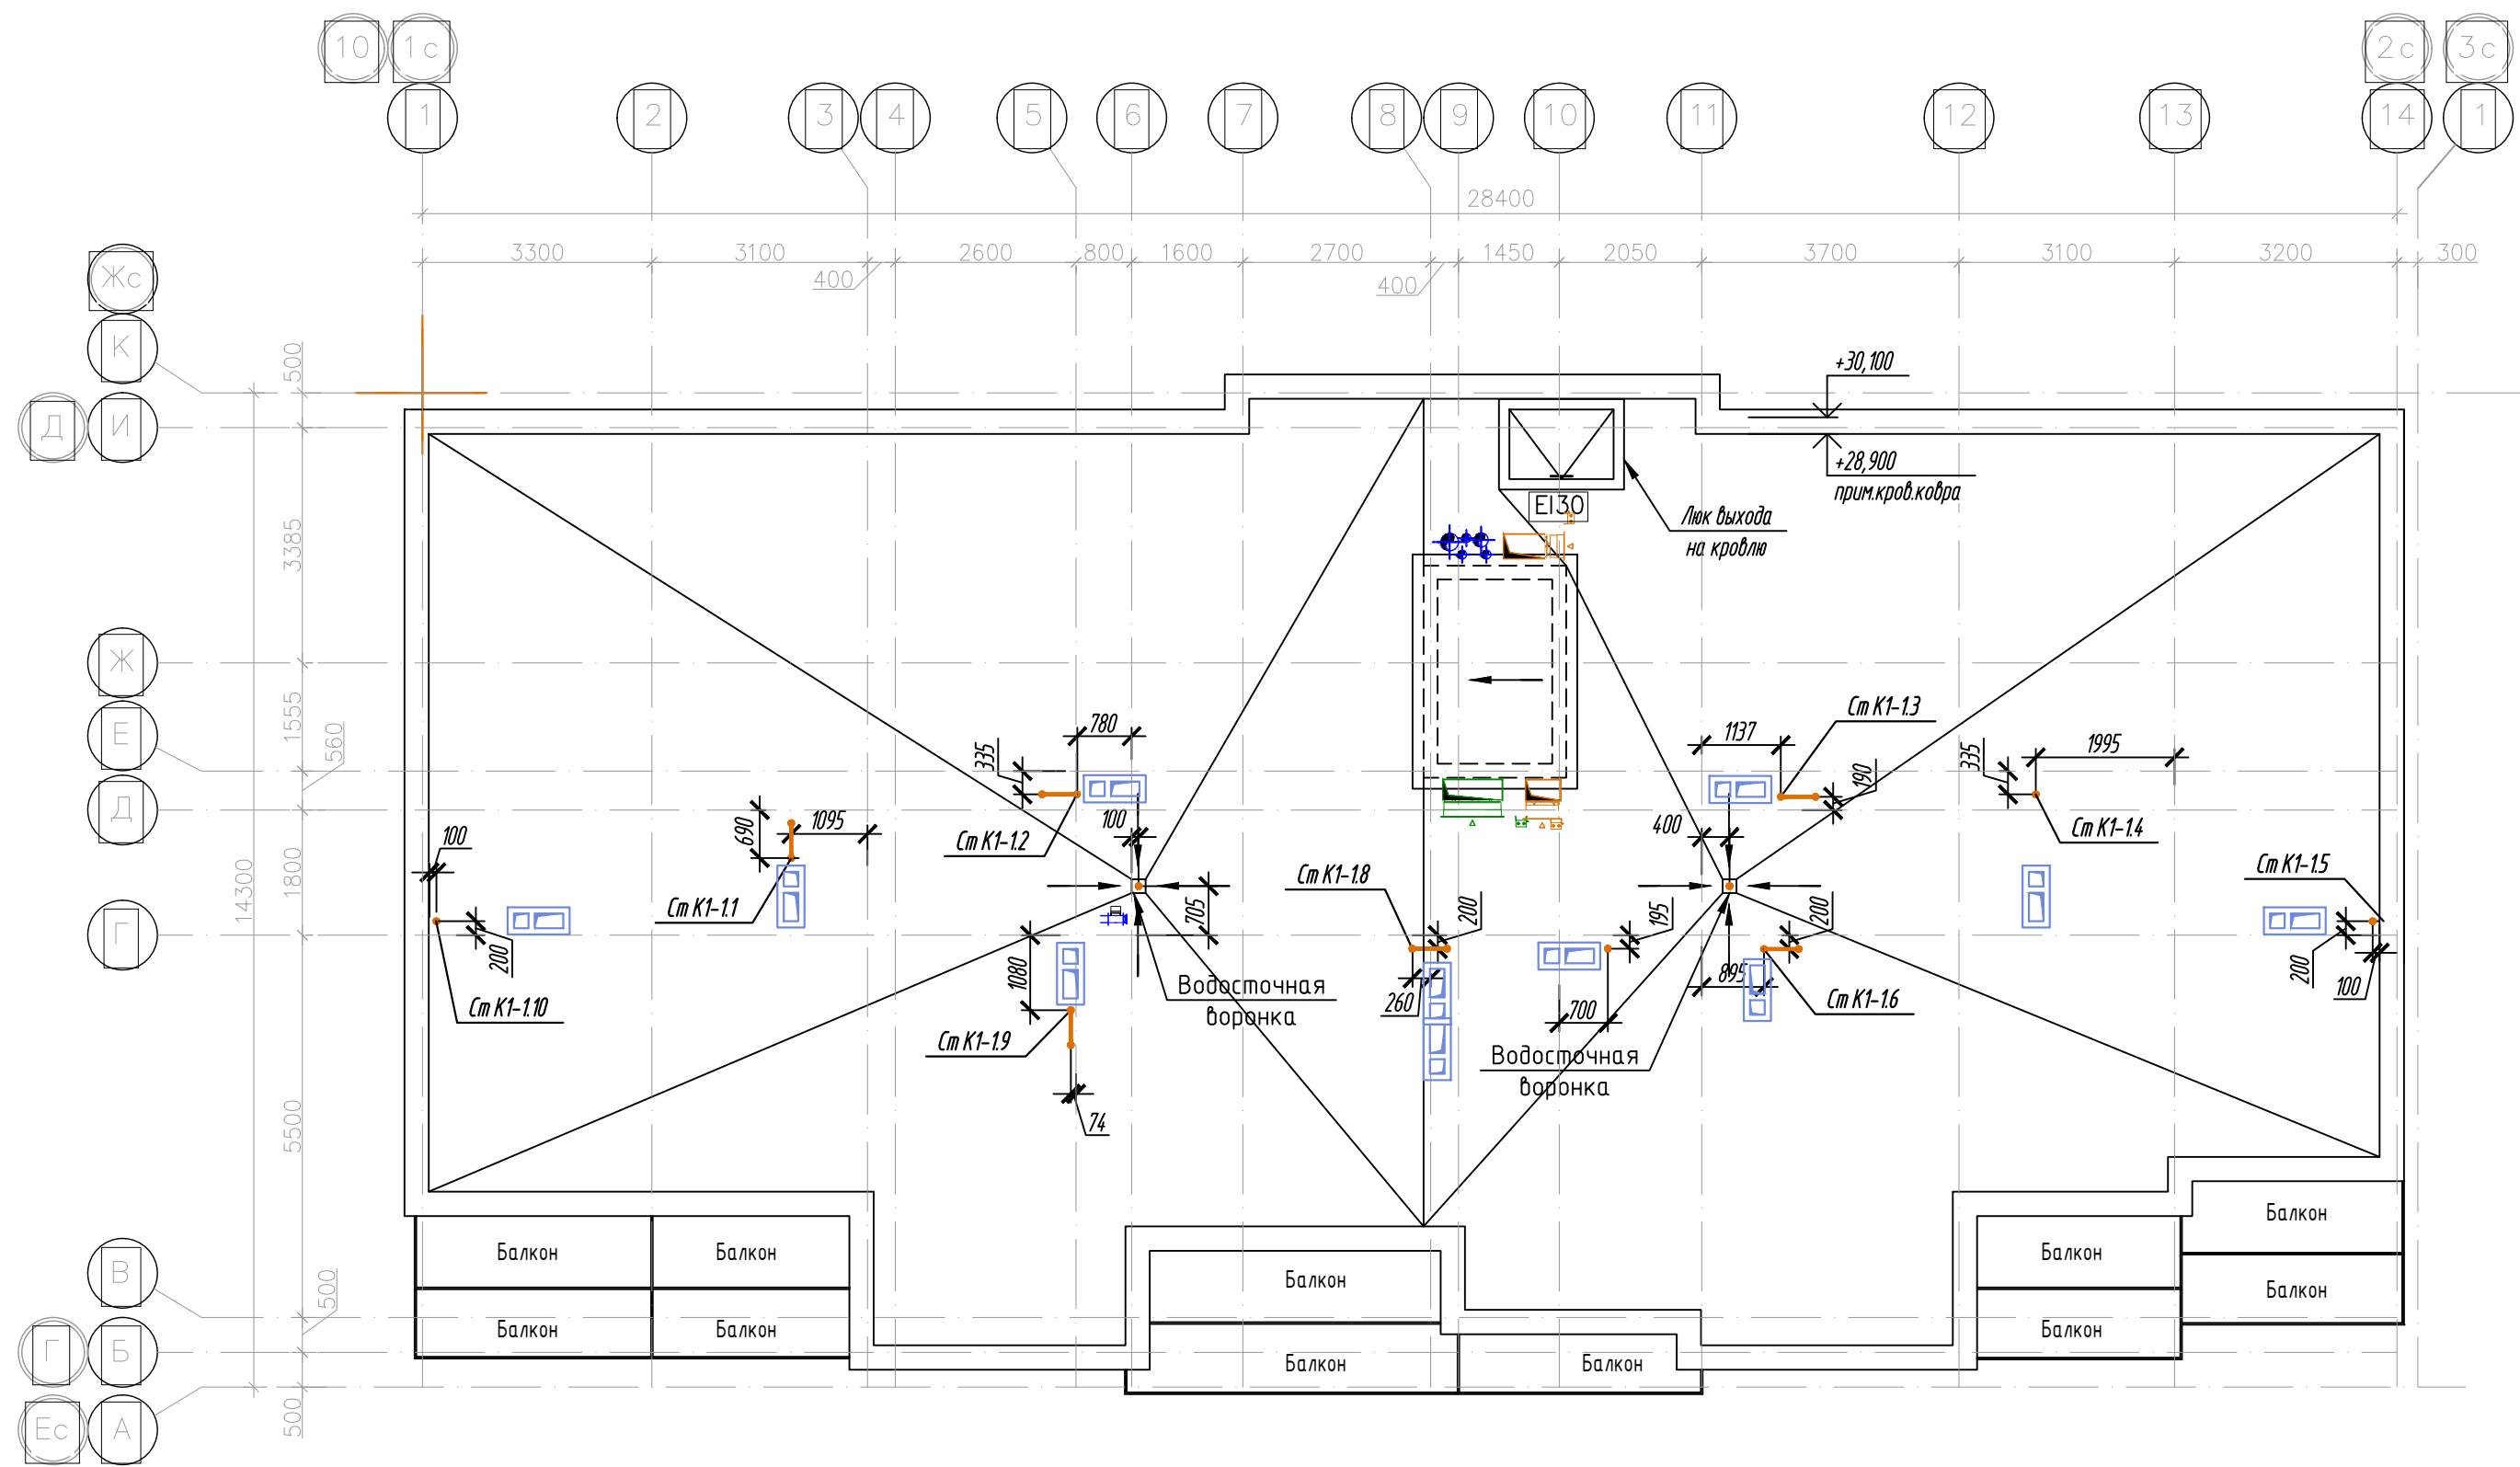 10 1с 2с 3с
1 2 3 4 5 6 7 8 9 10 11 12 13 14 1
28400
3300 3100 2600 800 1600 2700 1450 2050 3700 3100 3200 300
400 400
Жс
К
500
Д И
+30,100
+28,900
прим.кров.ковра
EI30
Люк выхода
на кровлю
3385
Ж
1555
Е
560
Д
14300
1800
Г
780
335
Ст К1-1.2
100
690
1095
Ст К1-1.1
100
200
Ст К1-1.10
705
1080
Водосточная
воронка
Ст К1-1.9
74
Ст К1-1.3
1137
190
400
335
1995
Ст К1-1.4
Ст К1-1.8
200
260
195
700
200
895
Ст К1-1.6
Водосточная
воронка
Ст К1-1.5
200
100
5500
Балкон Балкон Балкон Балкон Балкон
Балкон Балкон Балкон Балкон Балкон Балкон
В
500
Г Б
500
Ес А